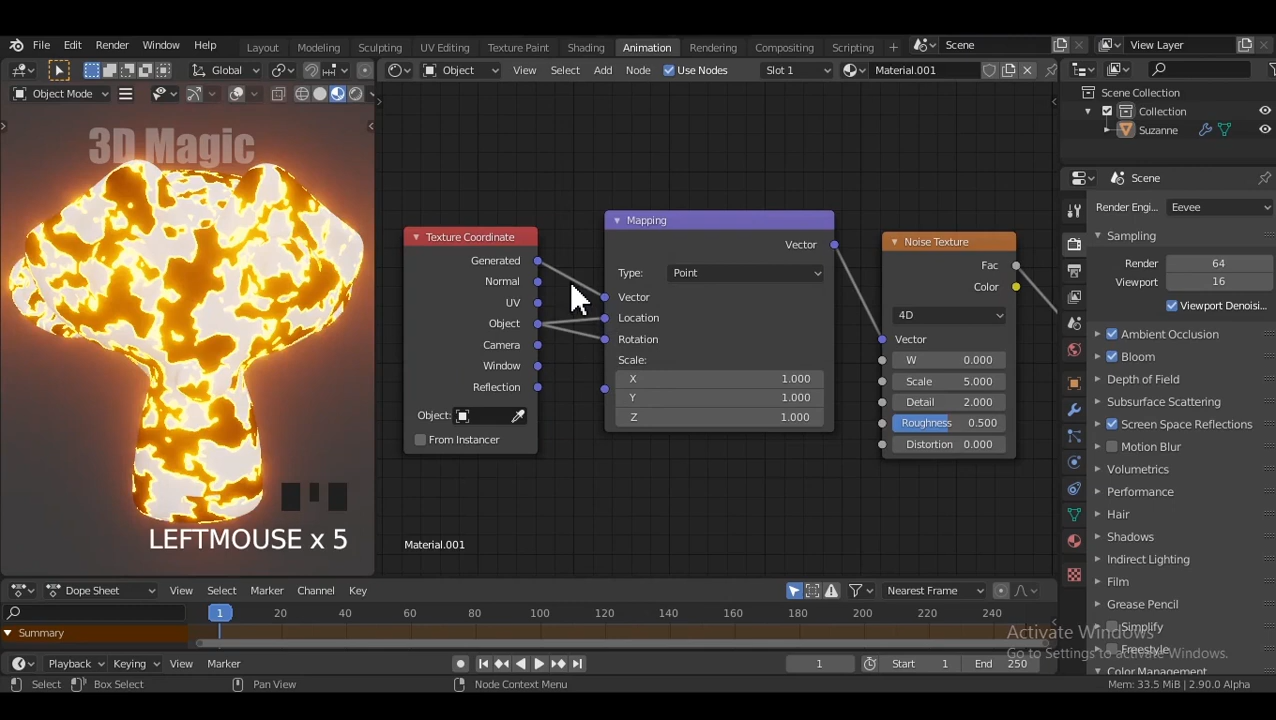 File Edit Render Window Help Layout Modeling Sculpting UV Editing Texture Paint Shading Animation Rendering Compositing Scripting + Scene View Layer
Global Object View Select Add Node Use Nodes Slot 1 Material.001
Object Mode
3D Magic
Scene Collection
Collection
Suzanne
Scene
Render Engi... Eevee
Sampling
Render 64
Viewport 16
Viewport Denoisi...
Ambient Occlusion
Bloom
Depth of Field
Subsurface Scattering
Screen Space Reflections
Motion Blur
Volumetrics
Performance
Hair
Shadows
Indirect Lighting
Film
Grease Pencil
Simplify
Freestyle
Color Management
Texture Coordinate
Generated
Normal
UV
Object
Camera
Window
Reflection
Object:
From Instancer
Mapping
Vector
Type: Point
Vector
Location
Rotation
Scale:
X 1.000
Y 1.000
Z 1.000
Noise Texture
Fac
Color
4D
Vector
W 0.000
Scale 5.000
Detail 2.000
Roughness 0.500
Distortion 0.000
LEFTMOUSE x 5
Material.001
Dope Sheet View Select Marker Channel Key Nearest Frame
1 20 40 60 80 100 120 140 160 180 200 220 240
Summary
Activate Windows
Go to Settings to activate Windows.
Playback Keying View Marker 1 Start 1 End 250
Select Box Select Pan View Node Context Menu Mem: 33.5 MiB | 2.90.0 Alpha